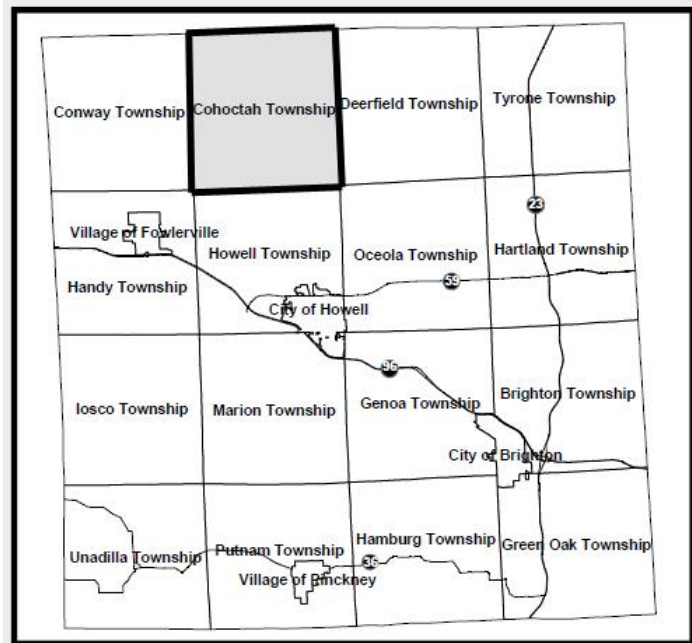 Conway Township
Cohoctah Township
Deerfield Township
Tyrone Township
23
Village of Fowlerville
Howell Township
Oceola Township
Hartland Township
Handy Township
59
City of Howell
96
Iosco Township
Marion Township
Genoa Township
Brighton Township
City of Brighton
Unadilla Township
Putnam Township
Hamburg Township
Green Oak Township
36
Village of Pinckney